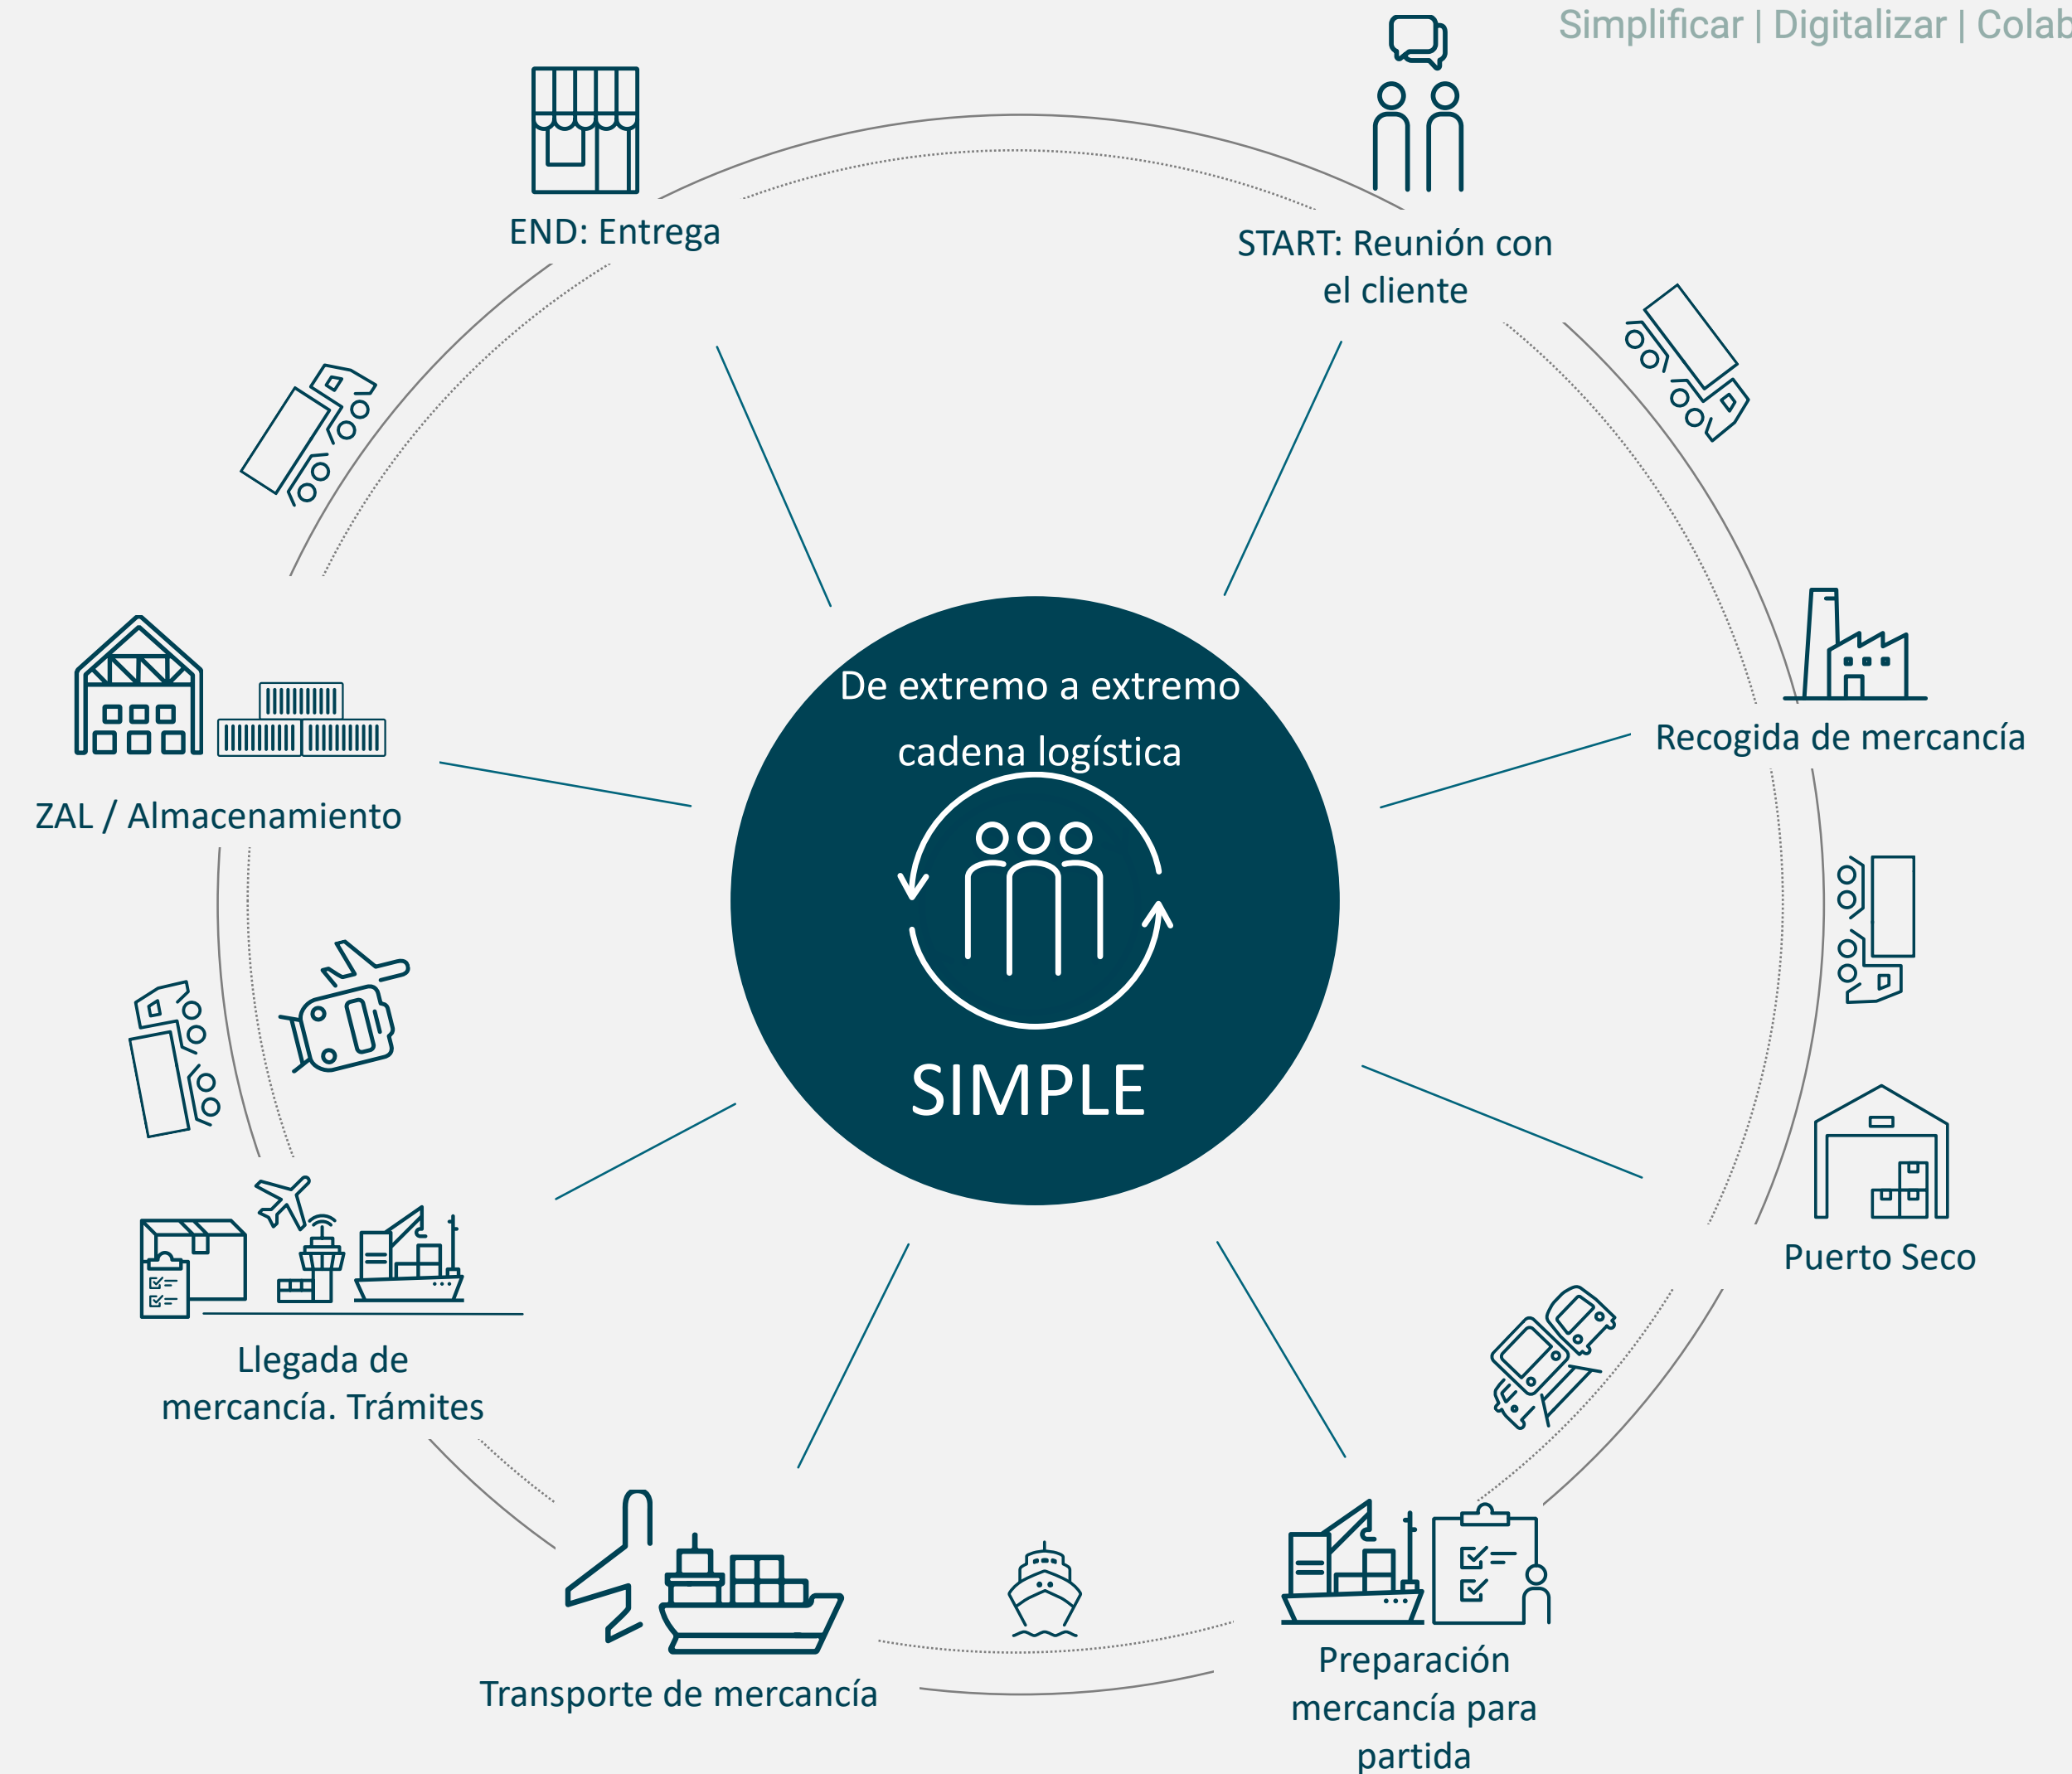 Simplificar | Digitalizar |
END: Entrega
START: Reunión con
el cliente
De extremo a extremo
cadena logística
SIMPLE
Recogida de mercancía
ZAL / Almacenamiento
Puerto Seco
Llegada de
mercancía. Trámites
Transporte de mercancía
Preparación
mercancía para
partida